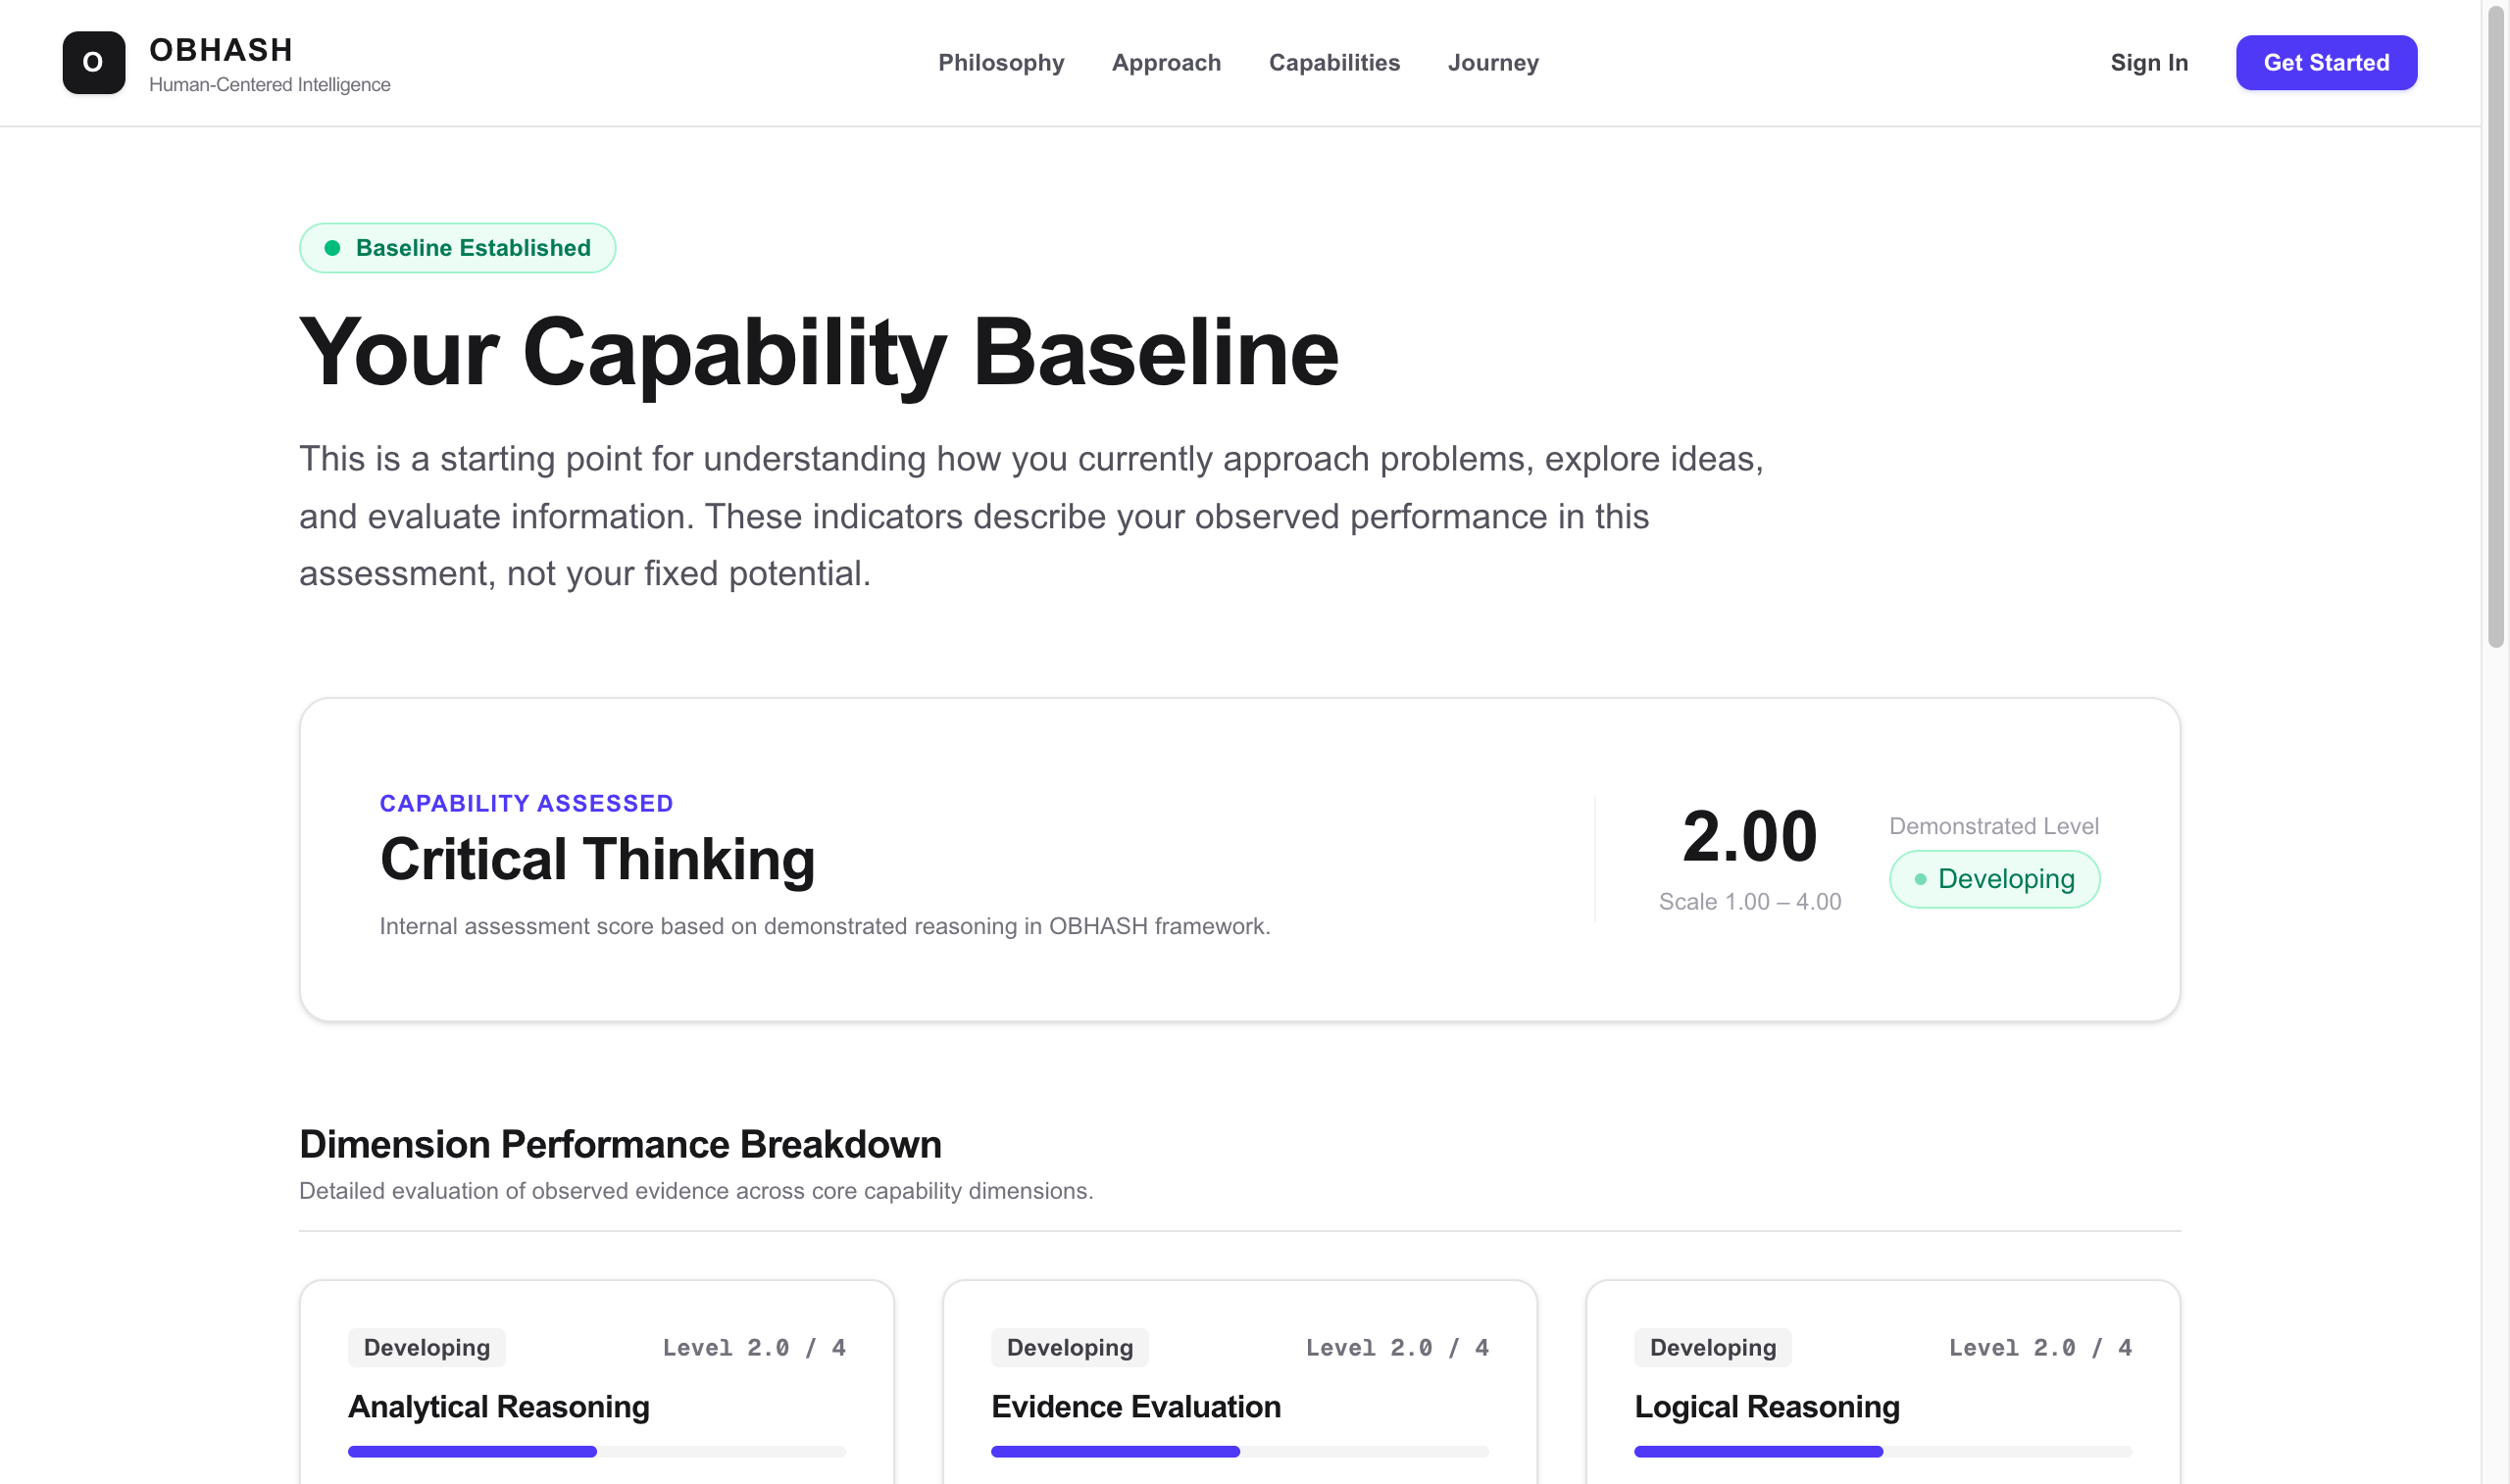 O
OBHASH
Human-Centered Intelligence
Philosophy
Approach
Capabilities
Journey
Sign In
Get Started
Baseline Established
Your Capability Baseline
This is a starting point for understanding how you currently approach problems, explore ideas,
and evaluate information. These indicators describe your observed performance in this
assessment, not your fixed potential.
CAPABILITY ASSESSED
Critical Thinking
Internal assessment score based on demonstrated reasoning in OBHASH framework.
2.00
Scale 1.00 – 4.00
Demonstrated Level
Developing
Dimension Performance Breakdown
Detailed evaluation of observed evidence across core capability dimensions.
Developing
Level 2.0 / 4
Analytical Reasoning
Developing
Level 2.0 / 4
Evidence Evaluation
Developing
Level 2.0 / 4
Logical Reasoning